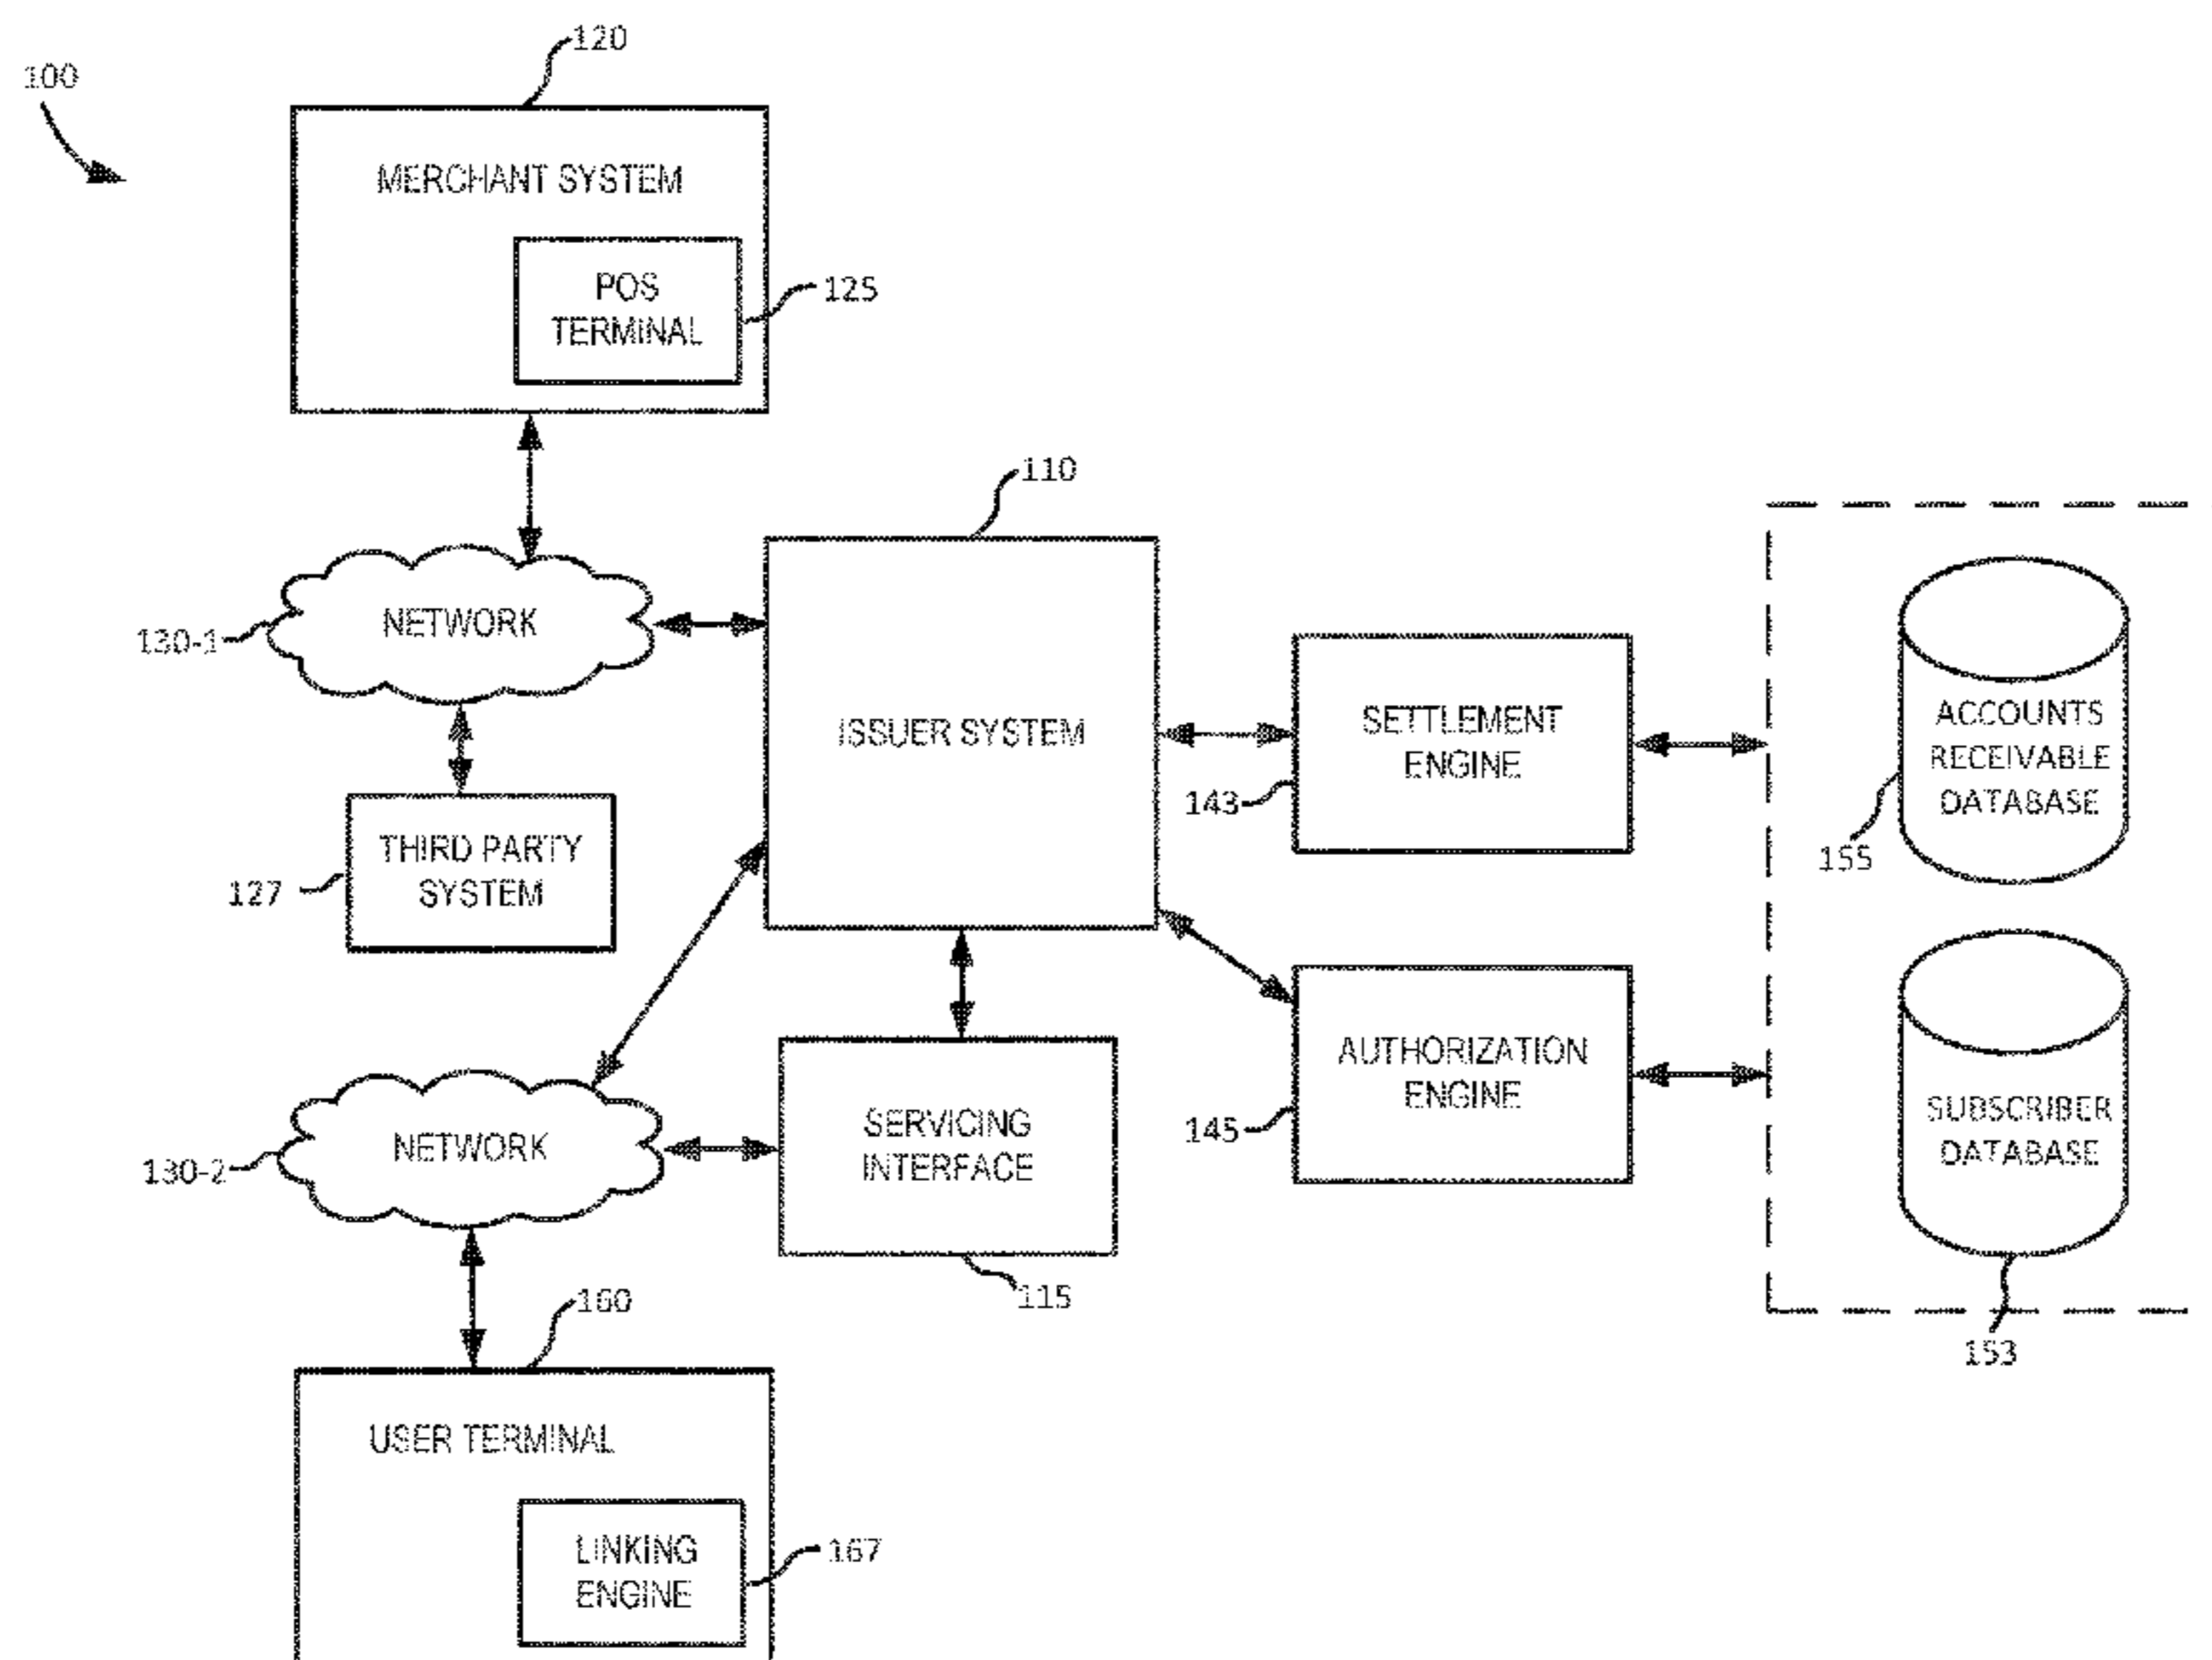 120
100
MERCHANT SYSTEM
POS
TERMINAL
125
110
NETWORK
130-1
ISSUER SYSTEM
SETTLEMENT
ENGINE
143
ACCOUNTS
RECEIVABLE
DATABASE
155
THIRD PARTY
SYSTEM
127
AUTHORIZATION
ENGINE
145
SUBSCRIBER
DATABASE
153
NETWORK
130-2
SERVICING
INTERFACE
115
160
USER TERMINAL
LINKING
ENGINE
167